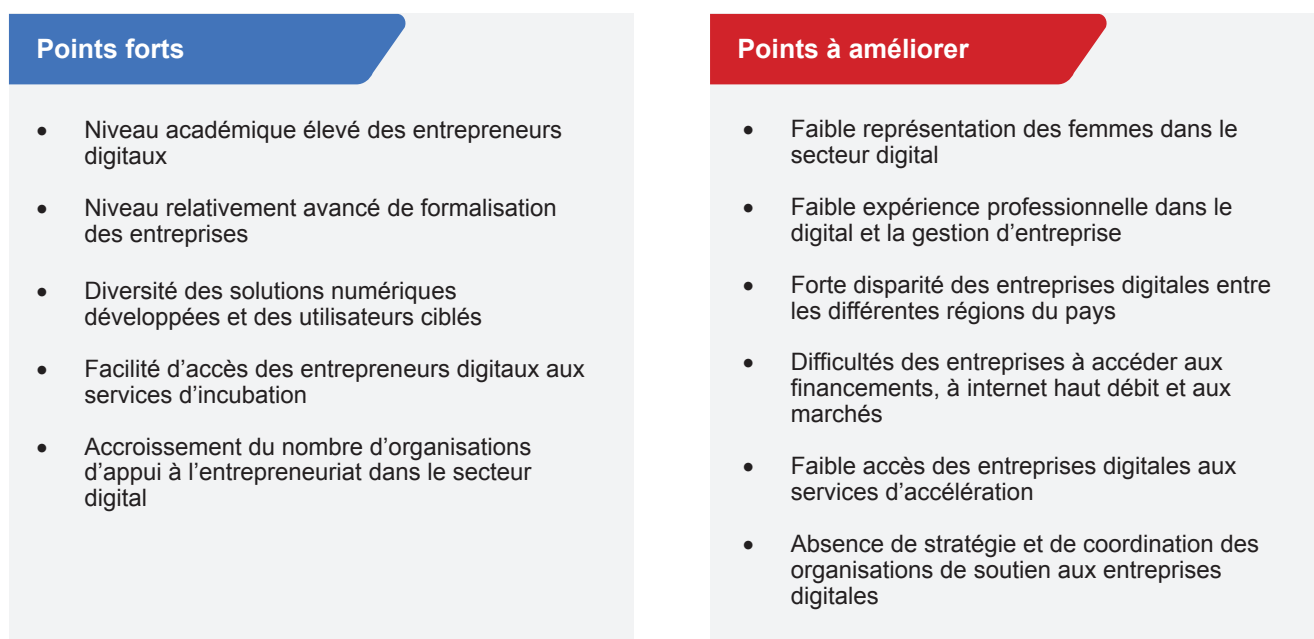 Points forts
• Niveau académique élevé des entrepreneurs
digitaux
• Niveau relativement avancé de formalisation
des entreprises
• Diversité des solutions numériques
développées et des utilisateurs ciblés
• Facilité d’accès des entrepreneurs digitaux aux
services d’incubation
• Accroissement du nombre d’organisations
d’appui à l’entrepreneuriat dans le secteur
digital
Points à améliorer
• Faible représentation des femmes dans le
secteur digital
• Faible expérience professionnelle dans le
digital et la gestion d’entreprise
• Forte disparité des entreprises digitales entre
les différentes régions du pays
• Difficultés des entreprises à accéder aux
financements, à internet haut débit et aux
marchés
• Faible accès des entreprises digitales aux
services d’accélération
• Absence de stratégie et de coordination des
organisations de soutien aux entreprises
digitales